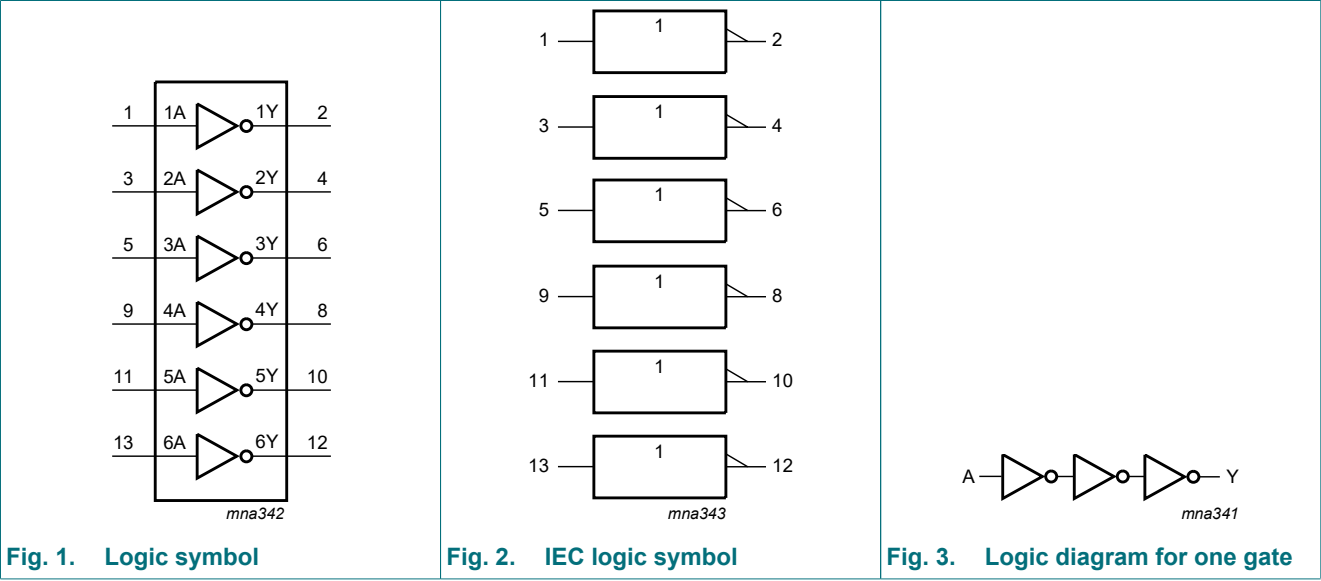 1 1A 1Y 2
3 2A 2Y 4
5 3A 3Y 6
9 4A 4Y 8
11 5A 5Y 10
13 6A 6Y 12
mna342
Fig. 1. Logic symbol
1 1 2
3 1 4
5 1 6
9 1 8
11 1 10
13 1 12
mna343
Fig. 2. IEC logic symbol
A Y
mna341
Fig. 3. Logic diagram for one gate